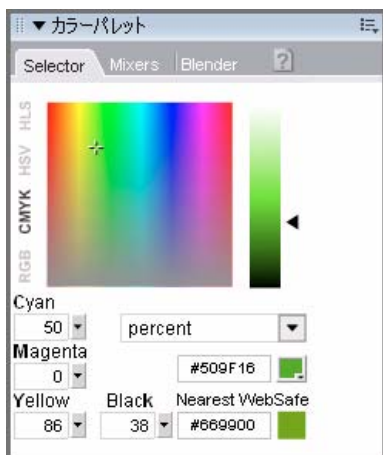 ▼ カラーパレット
Selector Mixers Blender ?
HLS
HSV
CMYK
RGB
Cyan
50 percent
Magenta
0 #509F16
Yellow Black Nearest WebSafe
86 38 #669900